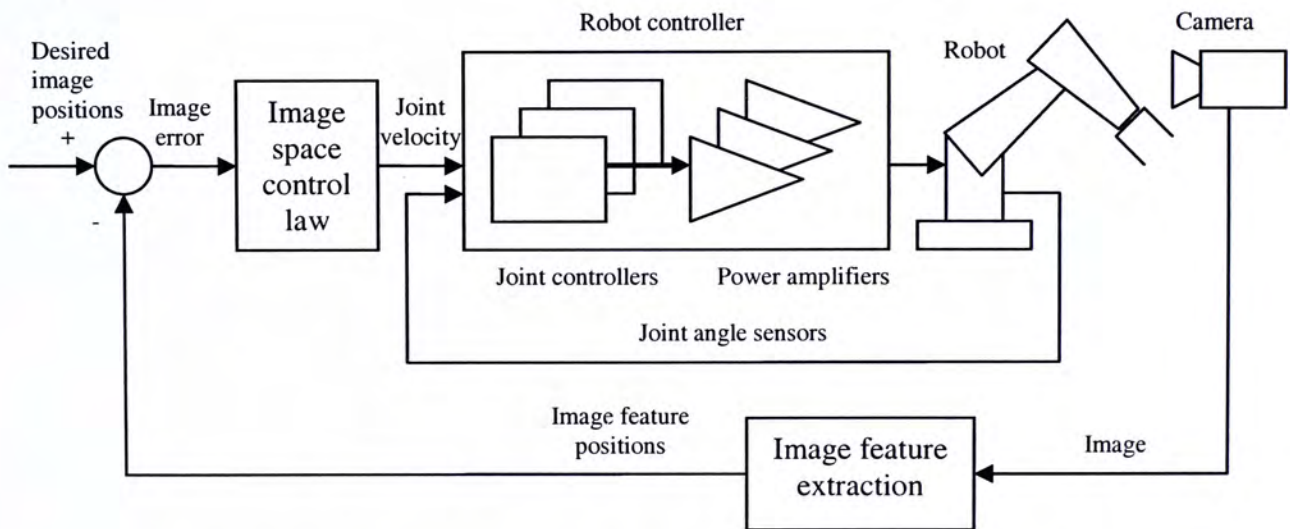 Robot controller
Camera
Desired
image
positions
+
Image
error
Image
space
control
law
Joint
velocity
Robot
-
Joint controllers
Power amplifiers
Joint angle sensors
Image feature
positions
Image feature
extraction
Image